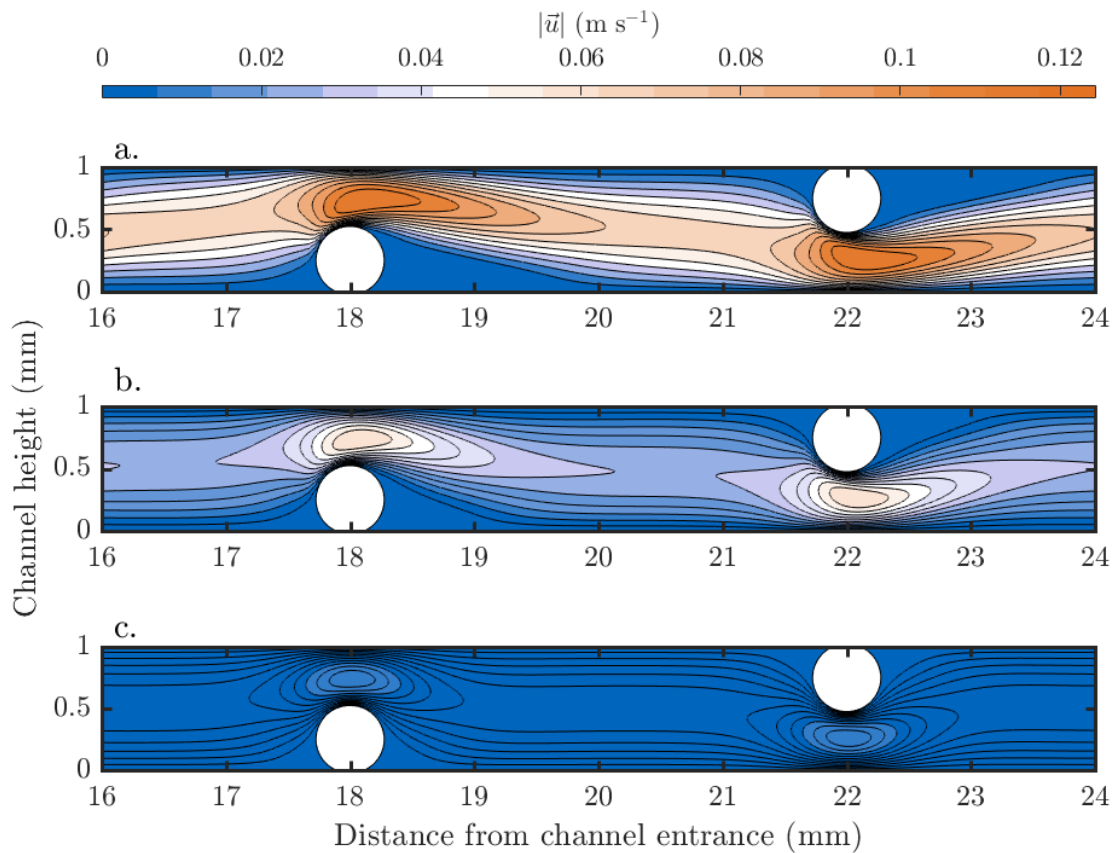 |u⃗| (m s⁻¹)
0 0.02 0.04 0.06 0.08 0.1 0.12
a.
1
0.5
0
16 17 18 19 20 21 22 23 24
b.
1
0.5
0
16 17 18 19 20 21 22 23 24
Channel height (mm)
c.
1
0.5
0
16 17 18 19 20 21 22 23 24
Distance from channel entrance (mm)